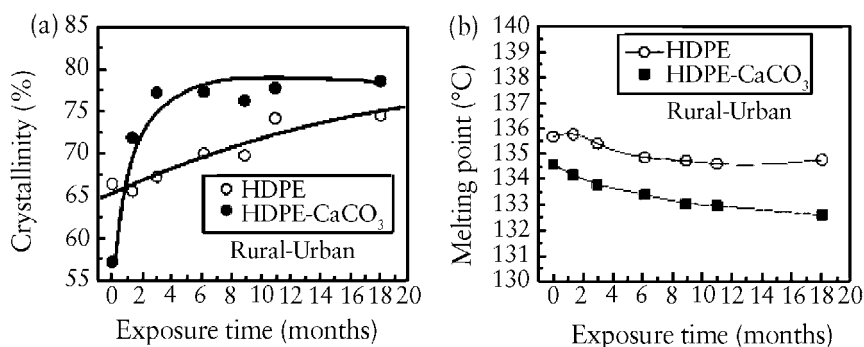 (a)
Crystallinity (%)
85
80
75
70
65
60
55
HDPE
HDPE-CaCO₃
Rural-Urban
0 2 4 6 8 10 12 14 16 18 20
Exposure time (months)
(b)
Melting point (°C)
140
139
138
137
136
135
134
133
132
131
130
HDPE
HDPE-CaCO₃
Rural-Urban
0 2 4 6 8 10 12 14 16 18 20
Exposure time (months)